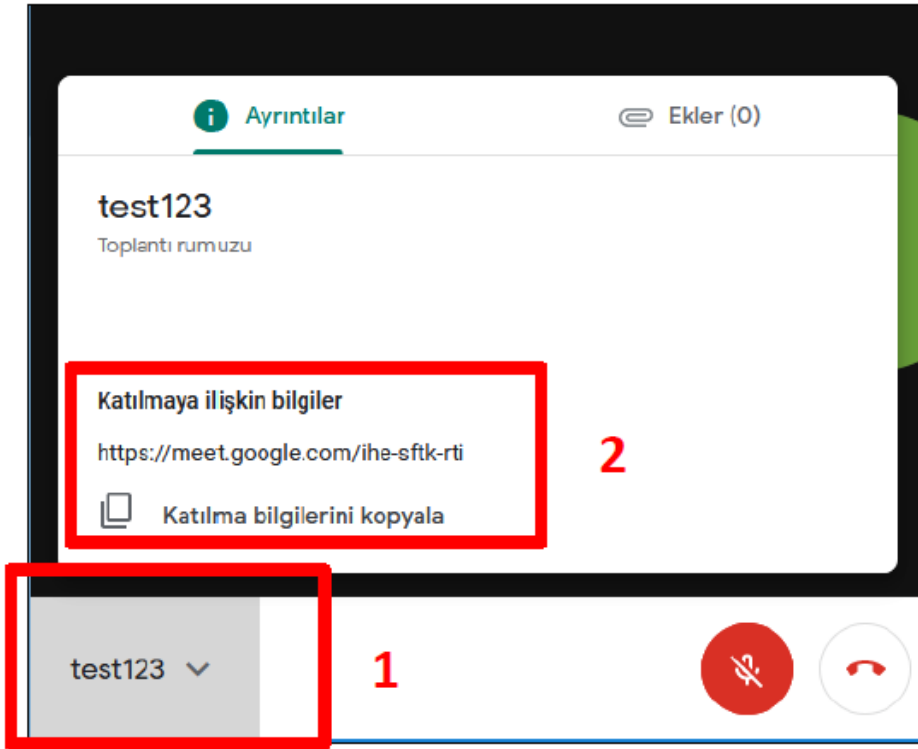 Ayrıntılar
Ekler (0)
test123
Toplantı rumuzu
Katılmaya ilişkin bilgiler
https://meet.google.com/ihe-sftk-rti
2
Katılma bilgilerini kopyala
test123
1